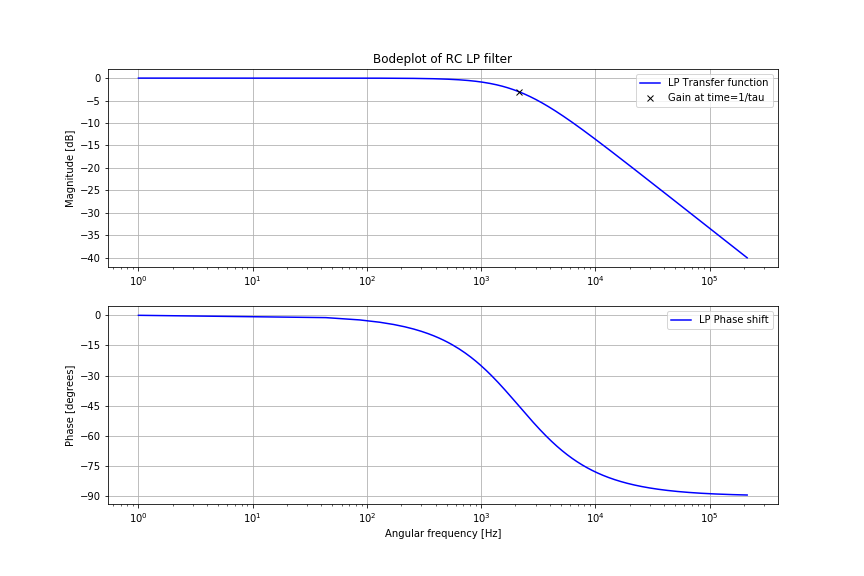 Bodeplot of RC LP filter
Magnitude [dB]
0
−5
−10
−15
−20
−25
−30
−35
−40
LP Transfer function
Gain at time=1/tau
10⁰ 10¹ 10² 10³ 10⁴ 10⁵
Phase [degrees]
0
−15
−30
−45
−60
−75
−90
LP Phase shift
10⁰ 10¹ 10² 10³ 10⁴ 10⁵
Angular frequency [Hz]